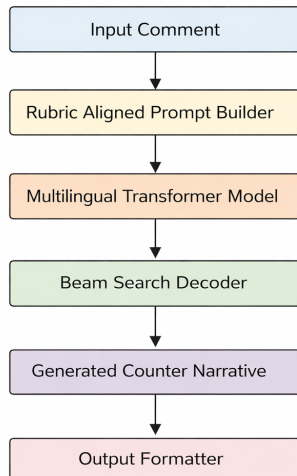 Input Comment
Rubric Aligned Prompt Builder
Multilingual Transformer Model
Beam Search Decoder
Generated Counter Narrative
Output Formatter